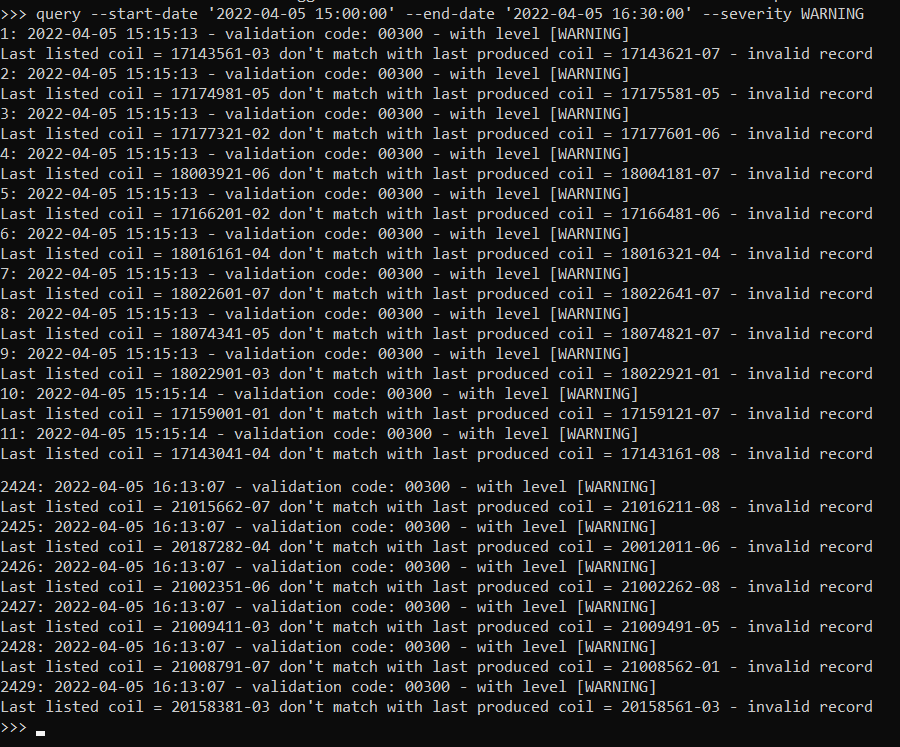 >>> query --start-date '2022-04-05 15:00:00' --end-date '2022-04-05 16:30:00' --severity WARNING
1: 2022-04-05 15:15:13 - validation code: 00300 - with level [WARNING]
Last listed coil = 17143561-03 don't match with last produced coil = 17143621-07 - invalid record
2: 2022-04-05 15:15:13 - validation code: 00300 - with level [WARNING]
Last listed coil = 17174981-05 don't match with last produced coil = 17175581-05 - invalid record
3: 2022-04-05 15:15:13 - validation code: 00300 - with level [WARNING]
Last listed coil = 17177321-02 don't match with last produced coil = 17177601-06 - invalid record
4: 2022-04-05 15:15:13 - validation code: 00300 - with level [WARNING]
Last listed coil = 18003921-06 don't match with last produced coil = 18004181-07 - invalid record
5: 2022-04-05 15:15:13 - validation code: 00300 - with level [WARNING]
Last listed coil = 17166201-02 don't match with last produced coil = 17166481-06 - invalid record
6: 2022-04-05 15:15:13 - validation code: 00300 - with level [WARNING]
Last listed coil = 18016161-04 don't match with last produced coil = 18016321-04 - invalid record
7: 2022-04-05 15:15:13 - validation code: 00300 - with level [WARNING]
Last listed coil = 18022601-07 don't match with last produced coil = 18022641-07 - invalid record
8: 2022-04-05 15:15:13 - validation code: 00300 - with level [WARNING]
Last listed coil = 18074341-05 don't match with last produced coil = 18074821-07 - invalid record
9: 2022-04-05 15:15:13 - validation code: 00300 - with level [WARNING]
Last listed coil = 18022901-03 don't match with last produced coil = 18022921-01 - invalid record
10: 2022-04-05 15:15:14 - validation code: 00300 - with level [WARNING]
Last listed coil = 17159001-01 don't match with last produced coil = 17159121-07 - invalid record
11: 2022-04-05 15:15:14 - validation code: 00300 - with level [WARNING]
Last listed coil = 17143041-04 don't match with last produced coil = 17143161-08 - invalid record
2424: 2022-04-05 16:13:07 - validation code: 00300 - with level [WARNING]
Last listed coil = 21015662-07 don't match with last produced coil = 21016211-08 - invalid record
2425: 2022-04-05 16:13:07 - validation code: 00300 - with level [WARNING]
Last listed coil = 20187282-04 don't match with last produced coil = 20012011-06 - invalid record
2426: 2022-04-05 16:13:07 - validation code: 00300 - with level [WARNING]
Last listed coil = 21002351-06 don't match with last produced coil = 21002262-08 - invalid record
2427: 2022-04-05 16:13:07 - validation code: 00300 - with level [WARNING]
Last listed coil = 21009411-03 don't match with last produced coil = 21009491-05 - invalid record
2428: 2022-04-05 16:13:07 - validation code: 00300 - with level [WARNING]
Last listed coil = 21008791-07 don't match with last produced coil = 21008562-01 - invalid record
2429: 2022-04-05 16:13:07 - validation code: 00300 - with level [WARNING]
Last listed coil = 20158381-03 don't match with last produced coil = 20158561-03 - invalid record
>>>